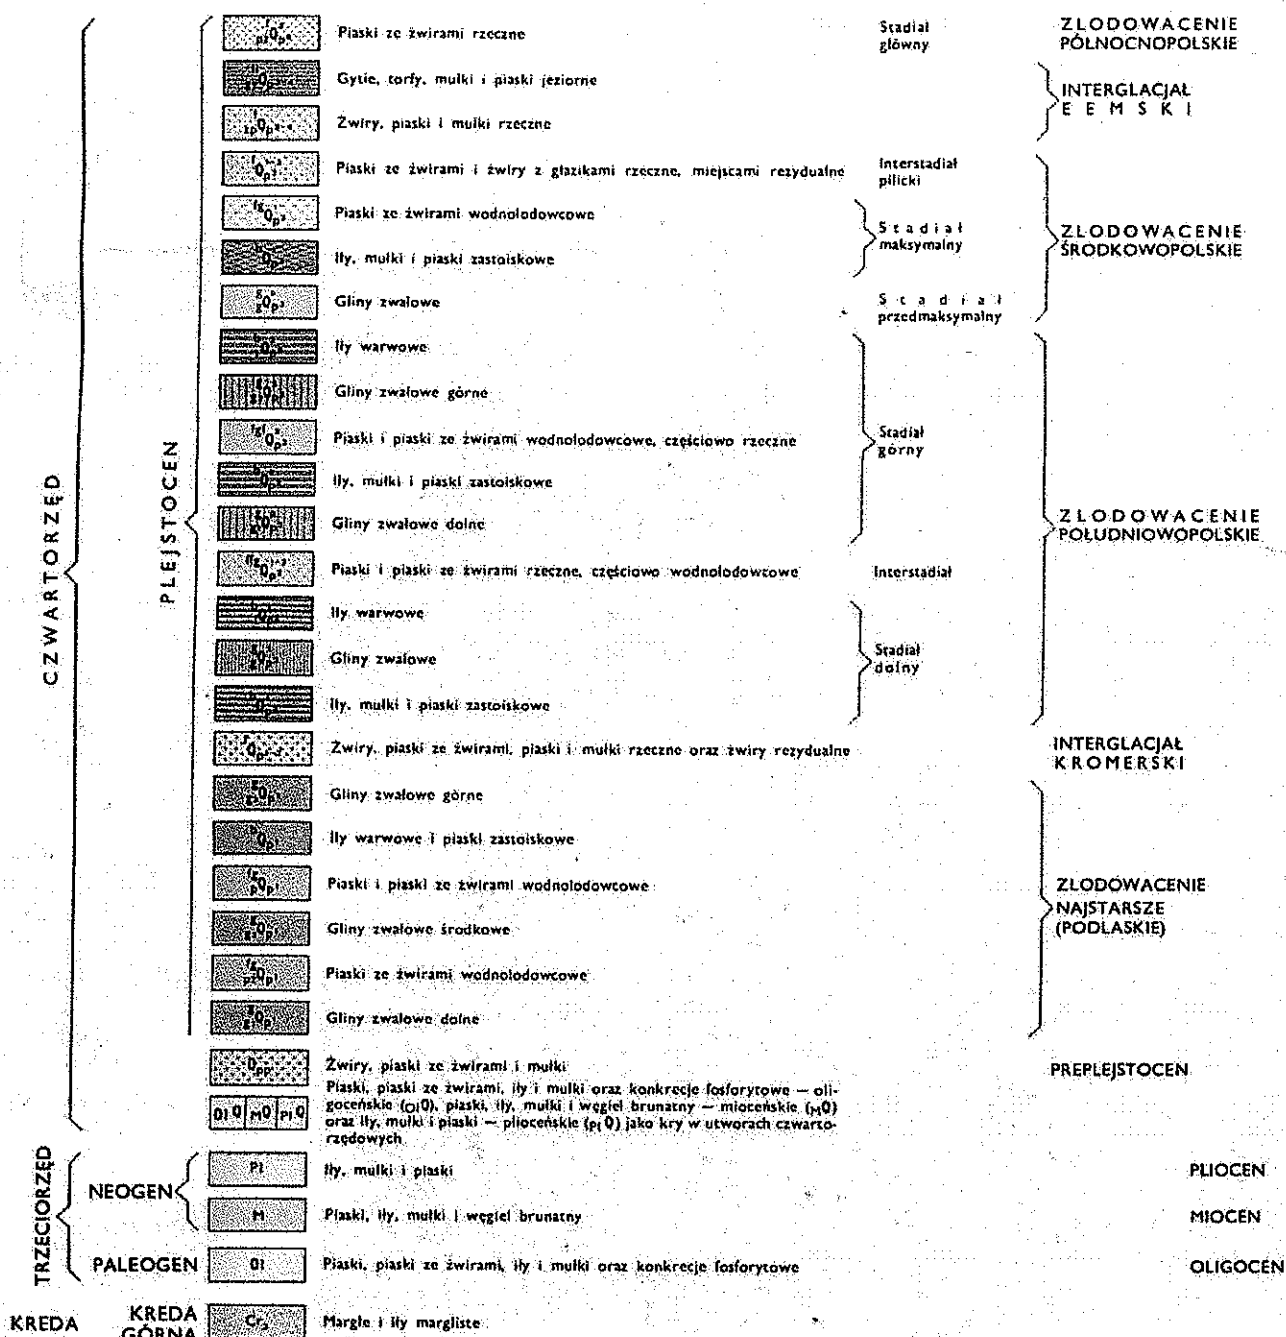 Piaski ze żwirami rzeczne
Stadiał
główny
ZLODOWACENIE
PÓŁNOCNOPOLSKIE
Gytie, torfy, mułki i piaski jeziorne
INTERGLACJAŁ
EEMSKI
Żwiry, piaski i mułki rzeczne
Piaski ze żwirami i żwiry z głazikami rzeczne, miejscami rezydualne
Interstadiał
pilicki
Piaski ze żwirami wodnolodowcowe
Stadiał
maksymalny
ZLODOWACENIE
ŚRODKOWOPOLSKIE
Iły, mułki i piaski zastoiskowe
Gliny zwałowe
Stadiał
przedmaksymalny
Iły warwowe
Gliny zwałowe górne
Piaski i piaski ze żwirami wodnolodowcowe, częściowo rzeczne
Stadiał
górny
Iły, mułki i piaski zastoiskowe
Gliny zwałowe dolne
ZLODOWACENIE
POŁUDNIOWOPOLSKIE
CZWARTORZĘD
PLEJSTOCEN
Piaski i piaski ze żwirami rzeczne, częściowo wodnolodowcowe
Interstadiał
Iły warwowe
Gliny zwałowe
Stadiał
dolny
Iły, mułki i piaski zastoiskowe
Żwiry, piaski ze żwirami, piaski i mułki rzeczne oraz żwiry rezydualne
INTERGLACJAŁ
KROMERSKI
Gliny zwałowe górne
Iły warwowe i piaski zastoiskowe
Piaski i piaski ze żwirami wodnolodowcowe
ZLODOWACENIE
NAJSTARSZE
(PODLASKIE)
Gliny zwałowe środkowe
Piaski ze żwirami wodnolodowcowe
Gliny zwałowe dolne
Qpp
Żwiry, piaski ze żwirami i mułki
PREPLEJSTOCEN
OlQ MQ PlQ
Piaski, piaski ze żwirami, iły i mułki oraz konkrecje fosforytowe — oli-
goceńskie (OlQ), piaski, iły, mułki i węgiel brunatny — mioceńskie (MQ)
oraz iły, mułki i piaski — plioceńskie (PlQ) jako kry w utworach czwarto-
rzędowych
TRZECIORZĘD
NEOGEN
Pl
Iły, mułki i piaski
PLIOCEN
M
Piaski, iły, mułki i węgiel brunatny
MIOCEN
PALEOGEN
Ol
Piaski, piaski ze żwirami, iły i mułki oraz konkrecje fosforytowe
OLIGOCEN
KREDA
KREDA
GÓRNA
Cr₃
Margle i iły margliste